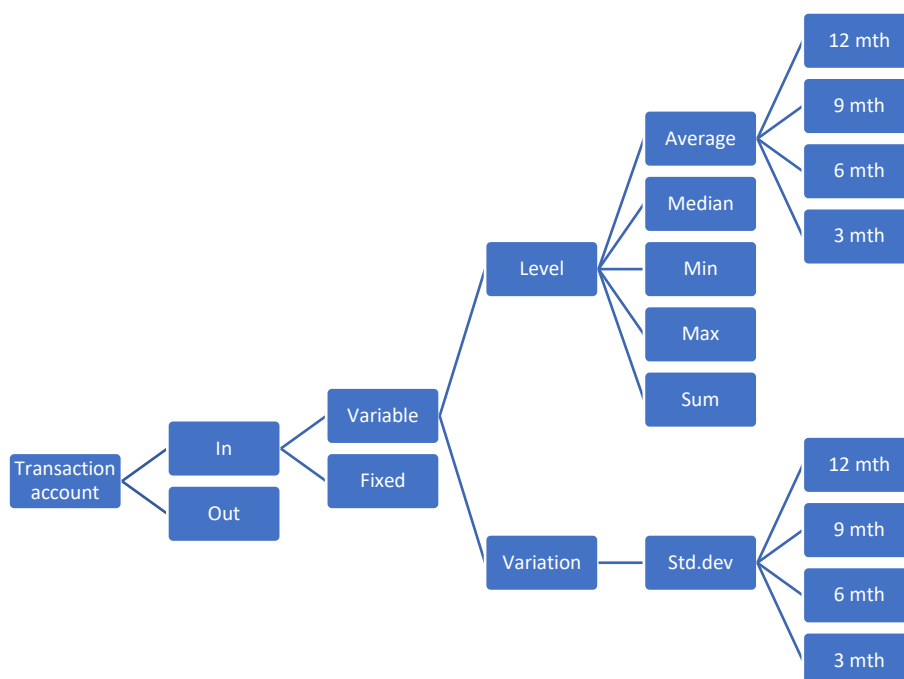 12 mth
9 mth
Average
6 mth
Median
3 mth
Level
Min
Max
Sum
Variable
In
12 mth
Transaction
account
Fixed
Out
9 mth
Variation
Std.dev
6 mth
3 mth